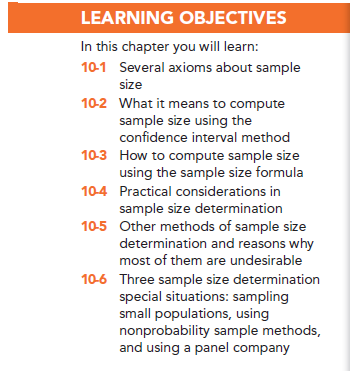 LEARNING OBJECTIVES
In this chapter you will learn:
10-1 Several axioms about sample
size
10-2 What it means to compute
sample size using the
confidence interval method
10-3 How to compute sample size
using the sample size formula
10-4 Practical considerations in
sample size determination
10-5 Other methods of sample size
determination and reasons why
most of them are undesirable
10-6 Three sample size determination
special situations: sampling
small populations, using
nonprobability sample methods,
and using a panel company